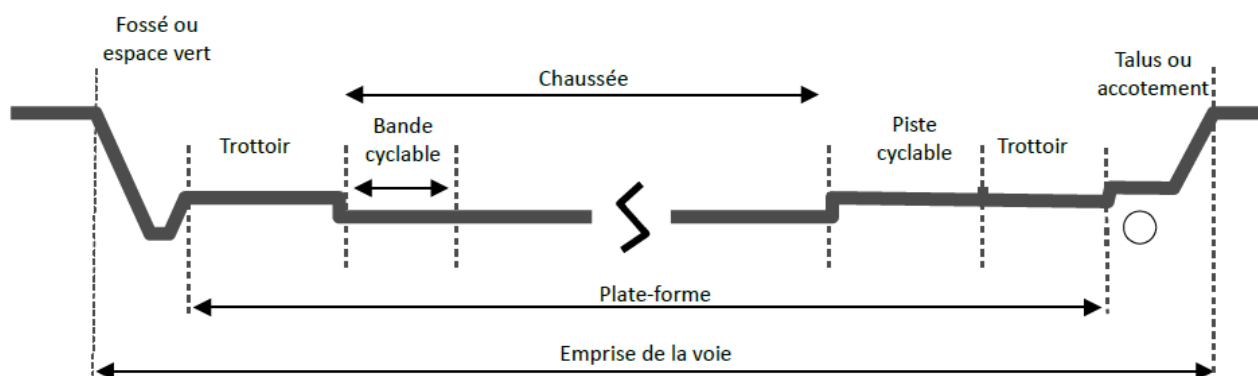 Fossé ou
espace vert
Chaussée
Talus ou
accotement
Trottoir
Bande
cyclable
Piste
cyclable
Trottoir
Plate-forme
Emprise de la voie